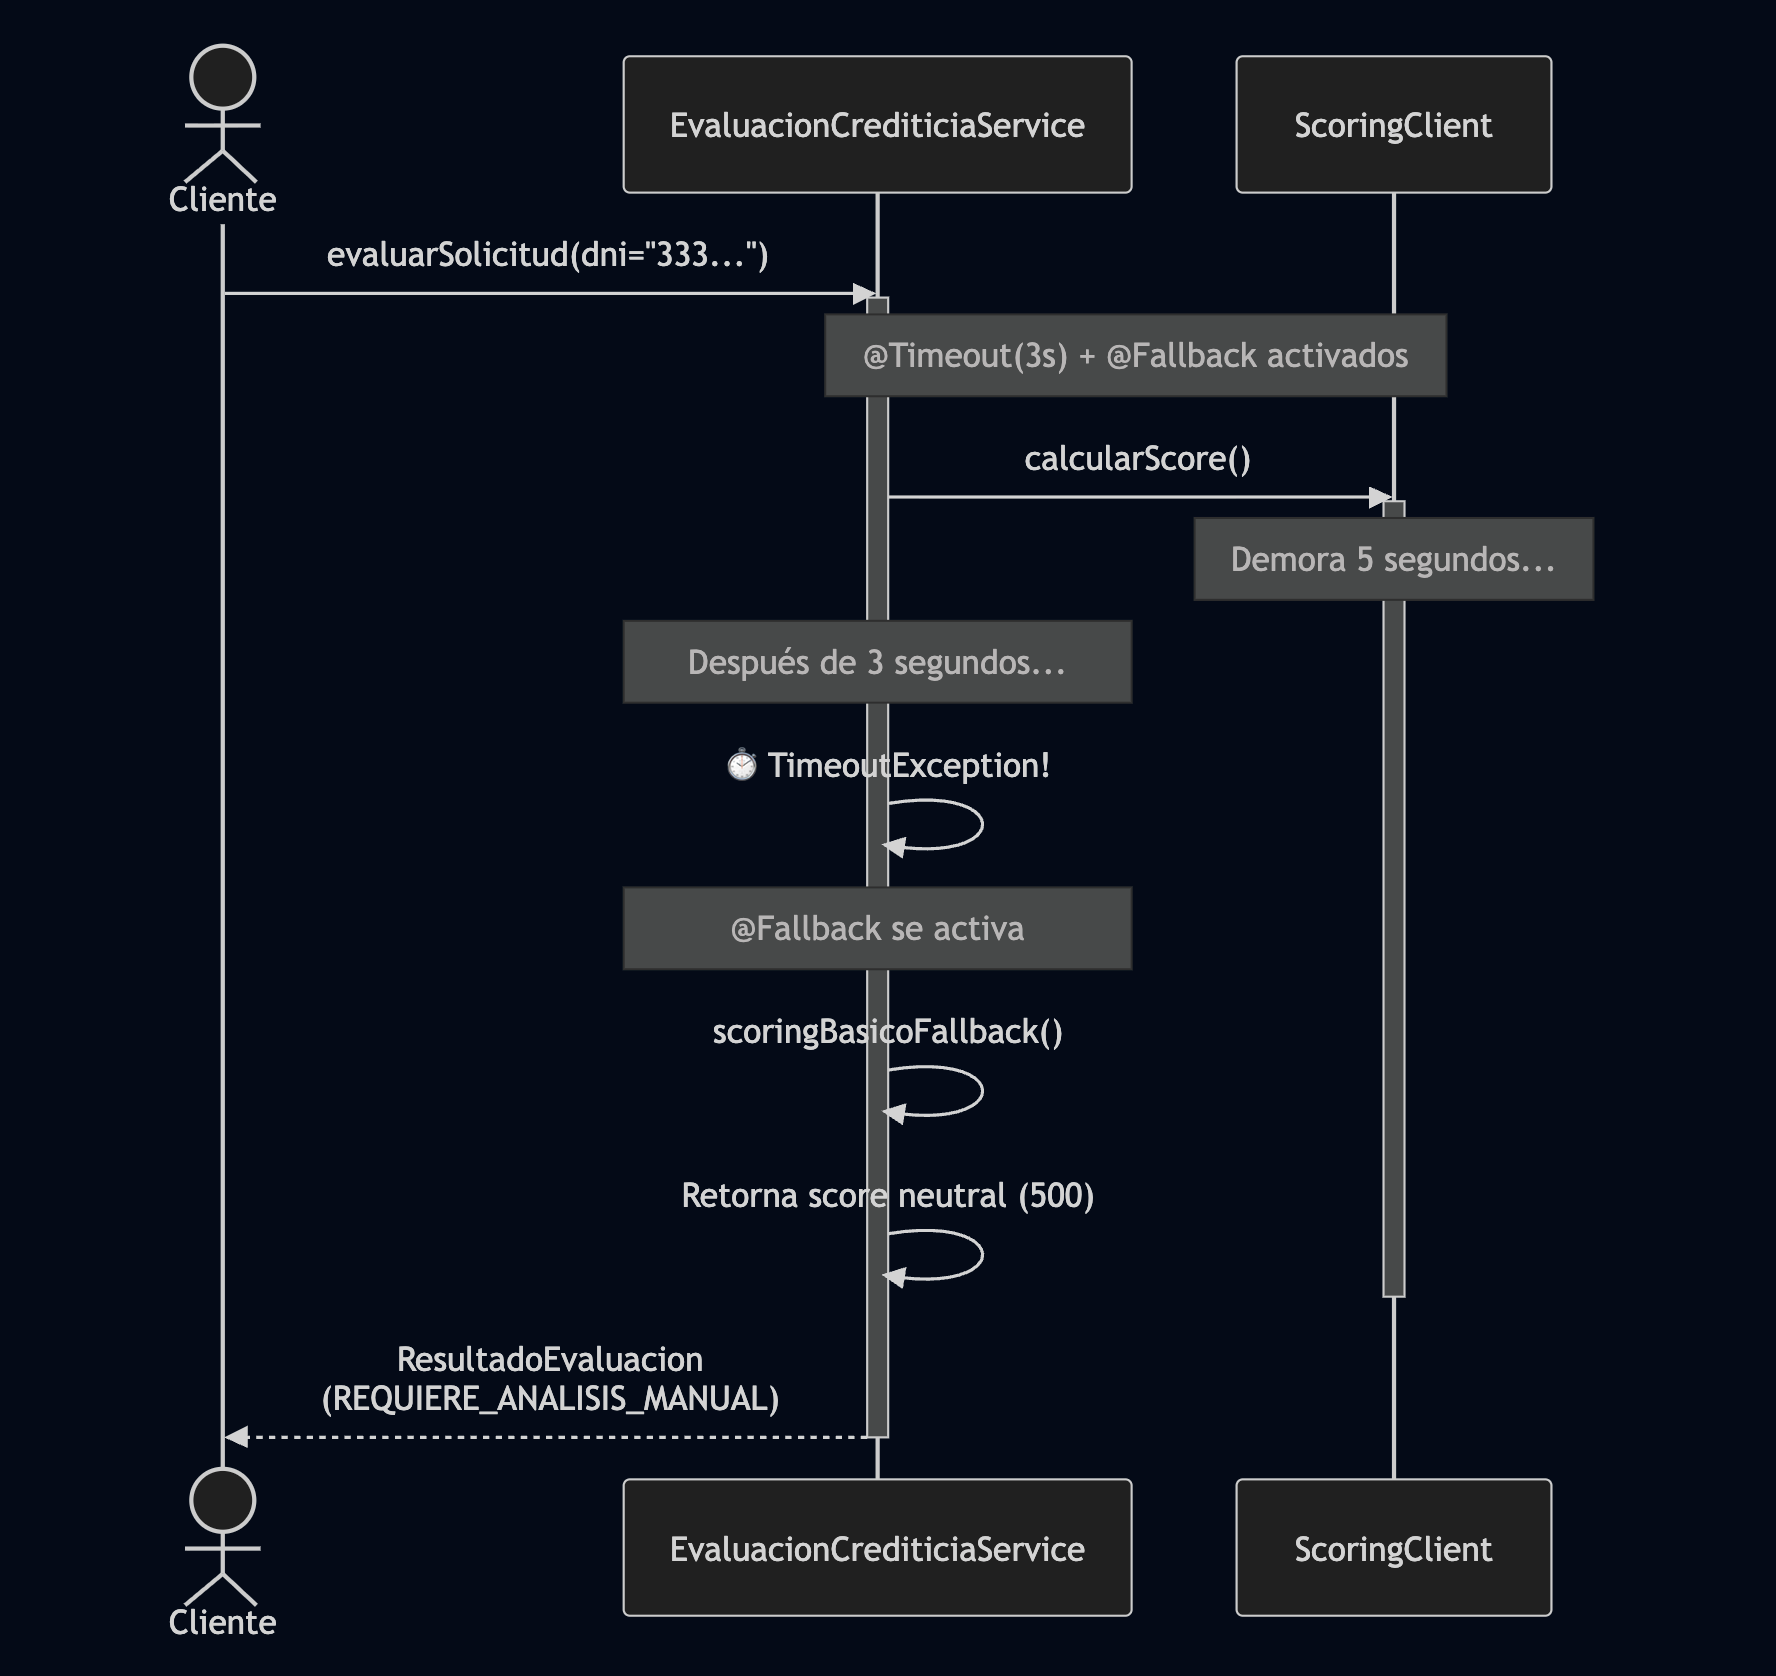 Cliente
EvaluacionCrediticiaService
ScoringClient
evaluarSolicitud(dni="333...")
@Timeout(3s) + @Fallback activados
calcularScore()
Demora 5 segundos...
Después de 3 segundos...
⏱️ TimeoutException!
@Fallback se activa
scoringBasicoFallback()
Retorna score neutral (500)
ResultadoEvaluacion
(REQUIERE_ANALISIS_MANUAL)
Cliente
EvaluacionCrediticiaService
ScoringClient